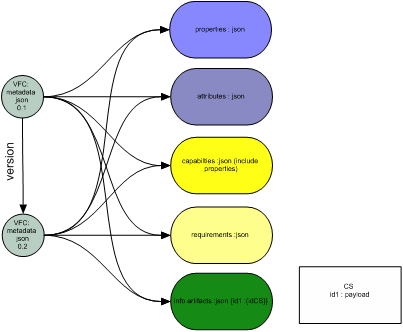 properties : json
VFC:
metadata
json
0.1
attributes : json
capabilties :json (include
properties)
version
VFC:
metadata
json
0.2
requirements :json
info artifacts :json {id1 :{idCS}}
CS
id1 : payload